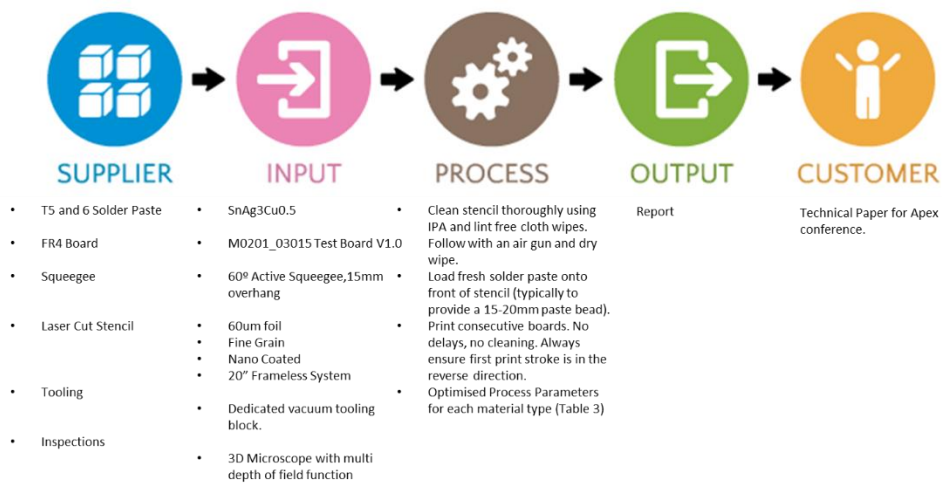 SUPPLIER
INPUT
PROCESS
OUTPUT
CUSTOMER
• T5 and 6 Solder Paste
• FR4 Board
• Squeegee
• Laser Cut Stencil
• Tooling
• Inspections
• SnAg3Cu0.5
• M0201_03015 Test Board V1.0
• 60º Active Squeegee,15mm
overhang
• 60um foil
• Fine Grain
• Nano Coated
• 20” Frameless System
• Dedicated vacuum tooling
block.
• 3D Microscope with multi
depth of field function
• Clean stencil thoroughly using
IPA and lint free cloth wipes.
Follow with an air gun and dry
wipe.
• Load fresh solder paste onto
front of stencil (typically to
provide a 15-20mm paste bead).
• Print consecutive boards. No
delays, no cleaning. Always
ensure first print stroke is in the
reverse direction.
• Optimised Process Parameters
for each material type (Table 3)
Report
Technical Paper for Apex
conference.